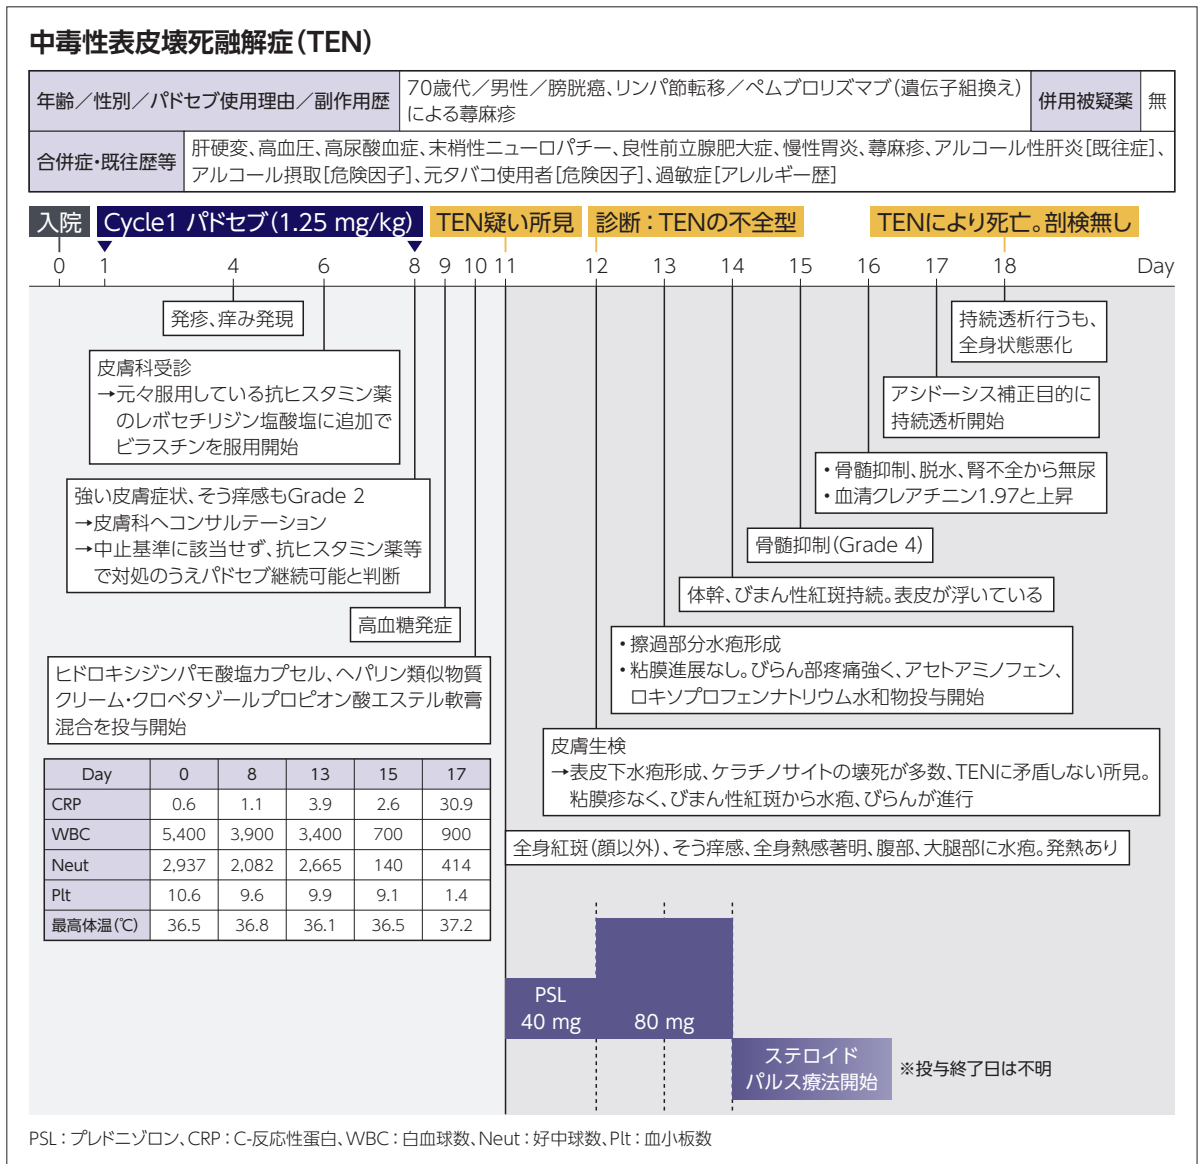 中毒性表皮壊死融解症（TEN）
年齢／性別／パドセブ使用理由／副作用歴
70歳代／男性／膀胱癌、リンパ節転移／ペムブロリズマブ（遺伝子組換え）
による蕁麻疹
併用被疑薬
無
合併症・既往歴等
肝硬変、高血圧、高尿酸血症、末梢性ニューロパチー、良性前立腺肥大症、慢性胃炎、蕁麻疹、アルコール性肝炎［既往症］、
アルコール摂取［危険因子］、元タバコ使用者［危険因子］、過敏症［アレルギー歴］
入院
Cycle1 パドセブ（1.25 mg/kg）
TEN疑い所見
診断：TENの不全型
TENにより死亡。剖検無し
0 1 4 6 8 9 10 11 12 13 14 15 16 17 18 Day
発疹、痒み発現
皮膚科受診
→元々服用している抗ヒスタミン薬
のレボセチリジン塩酸塩に追加で
ビラスチンを服用開始
強い皮膚症状、そう痒感もGrade 2
→皮膚科へコンサルテーション
→中止基準に該当せず、抗ヒスタミン薬等
で対処のうえパドセブ継続可能と判断
高血糖発症
ヒドロキシジンパモ酸塩カプセル、ヘパリン類似物質
クリーム・クロベタゾールプロピオン酸エステル軟膏
混合を投与開始
持続透析行うも、
全身状態悪化
アシドーシス補正目的に
持続透析開始
・骨髄抑制、脱水、腎不全から無尿
・血清クレアチニン1.97と上昇
骨髄抑制（Grade 4）
体幹、びまん性紅斑持続。表皮が浮いている
・擦過部分水疱形成
・粘膜進展なし。びらん部疼痛強く、アセトアミノフェン、
ロキソプロフェンナトリウム水和物投与開始
皮膚生検
→表皮下水疱形成、ケラチノサイトの壊死が多数、TENに矛盾しない所見。
粘膜疹なく、びまん性紅斑から水疱、びらんが進行
全身紅斑（顔以外）、そう痒感、全身熱感著明、腹部、大腿部に水疱。発熱あり
Day 0 8 13 15 17
CRP 0.6 1.1 3.9 2.6 30.9
WBC 5,400 3,900 3,400 700 900
Neut 2,937 2,082 2,665 140 414
Plt 10.6 9.6 9.9 9.1 1.4
最高体温（℃） 36.5 36.8 36.1 36.5 37.2
PSL
40 mg
80 mg
ステロイド
パルス療法開始
※投与終了日は不明
PSL：プレドニゾロン、CRP：C-反応性蛋白、WBC：白血球数、Neut：好中球数、Plt：血小板数